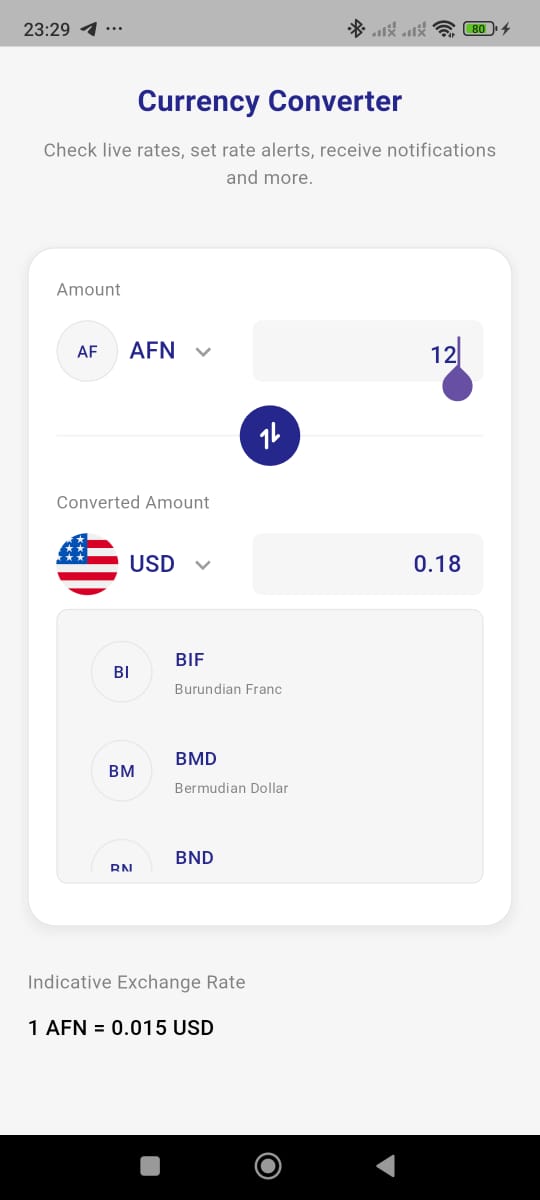 23:29
80
Currency Converter
Check live rates, set rate alerts, receive notifications
and more.
Amount
AF AFN 12
Converted Amount
USD 0.18
BI BIF
Burundian Franc
BM BMD
Bermudian Dollar
BN BND
Indicative Exchange Rate
1 AFN = 0.015 USD